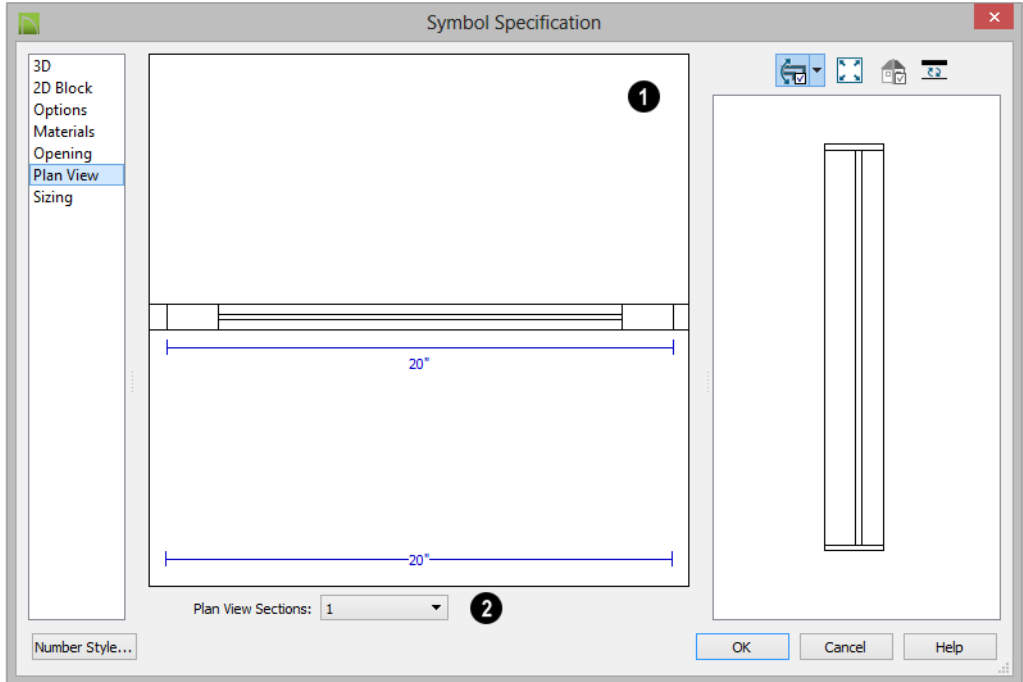 Symbol Specification
3D
2D Block
Options
Materials
Opening
Plan View
Sizing
1
20"
20"
Plan View Sections: 1
2
Number Style...
OK
Cancel
Help